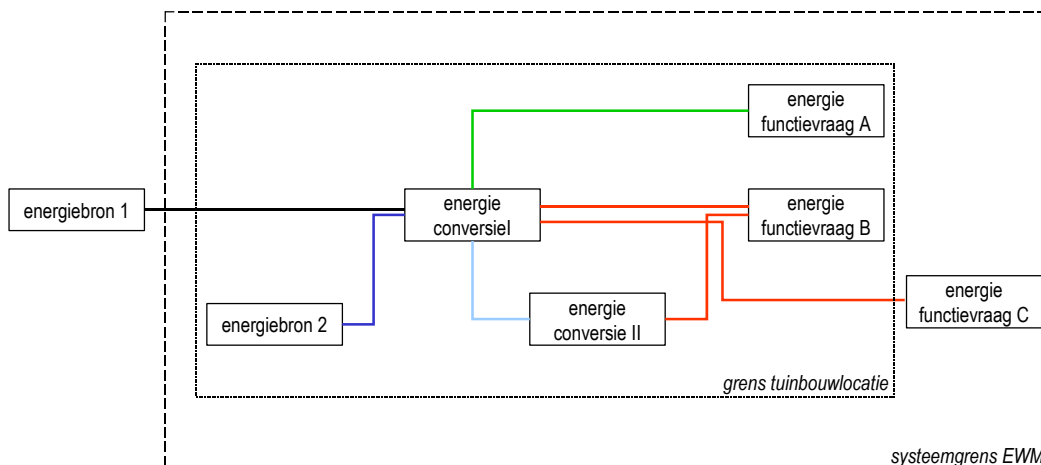 energie
functievraag A
energiebron 1
energie
conversieI
energie
functievraag B
energiebron 2
energie
conversie II
energie
functievraag C
grens tuinbouwlocatie
systeemgrens EWM